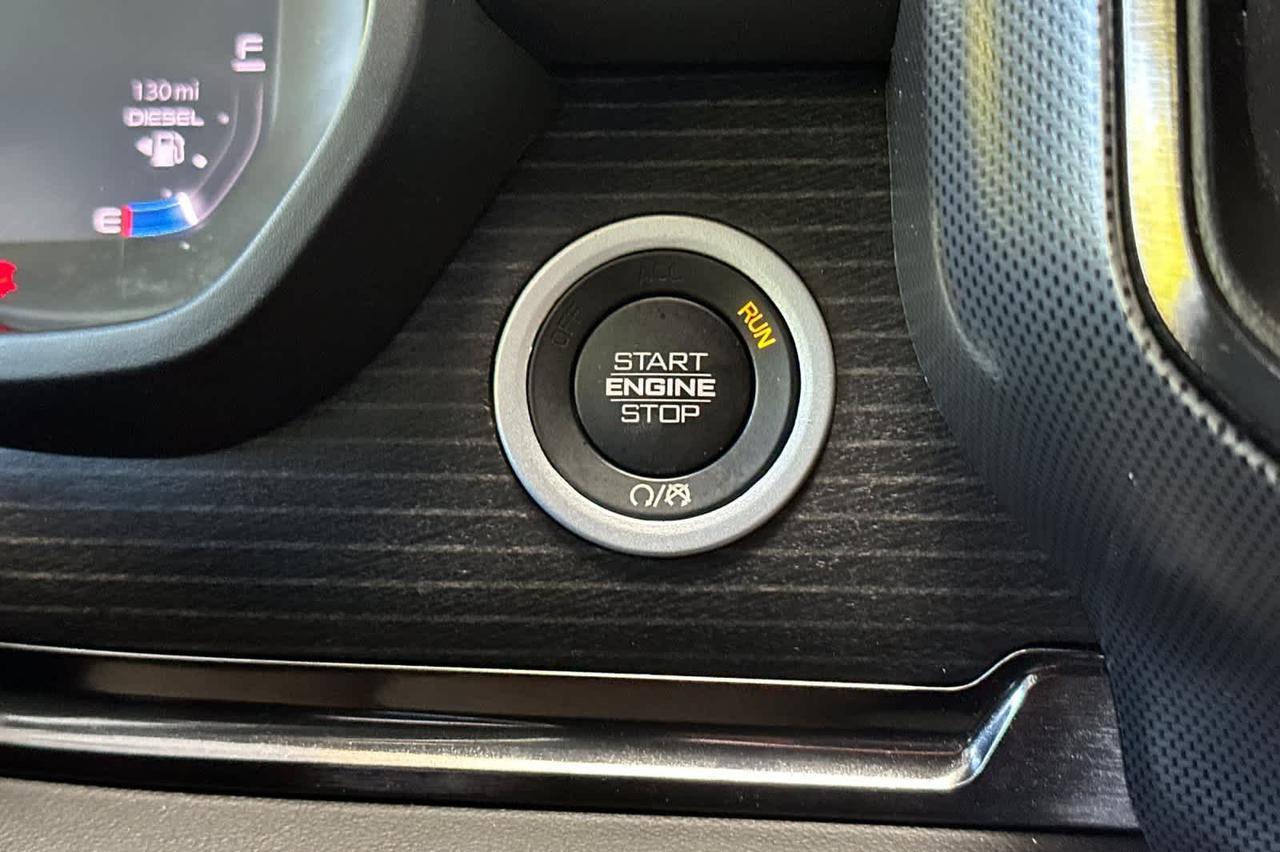 F
130 mi
DIESEL
E
OFF
ACC
RUN
START
ENGINE
STOP